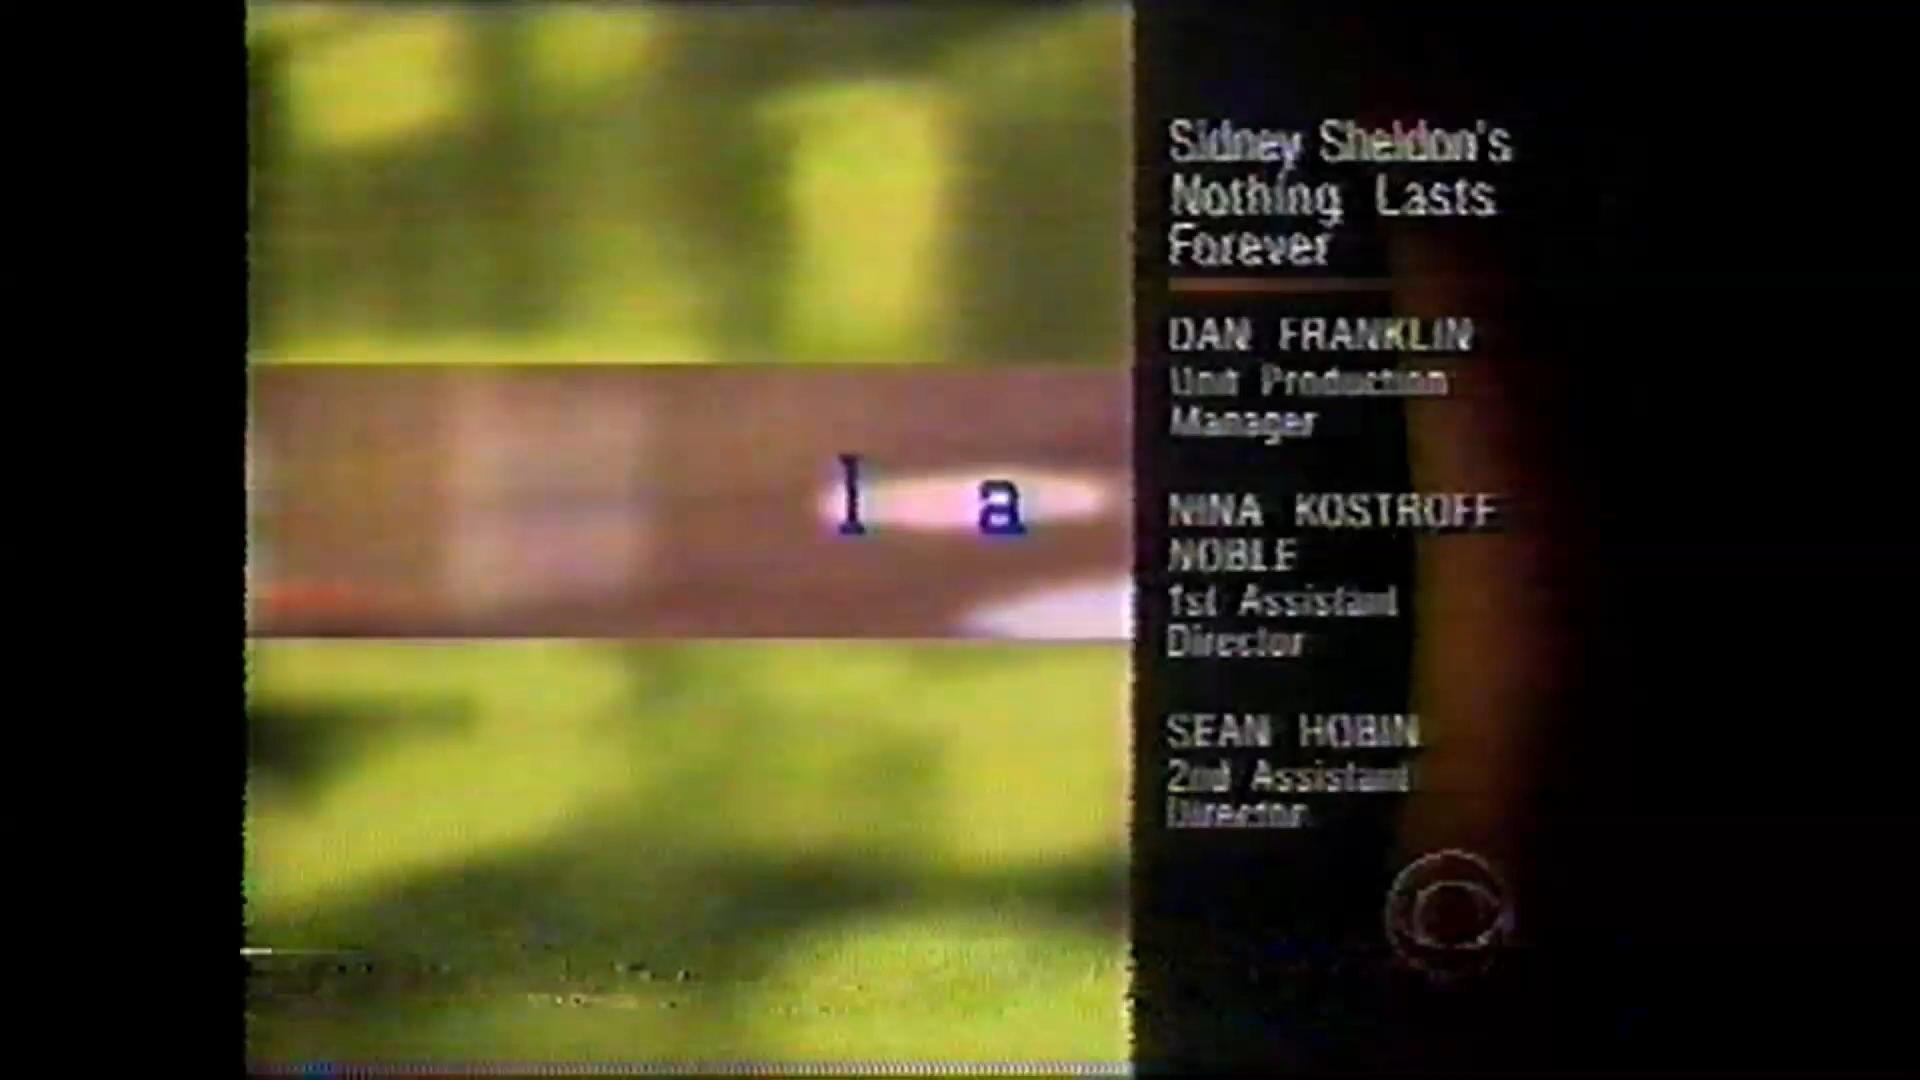 l a
Sidney Sheldon's
Nothing Lasts
Forever
DAN FRANKLIN
Unit Production
Manager
NINA KOSTROFF
NOBLE
1st Assistant
Director
SEAN HOBIN
2nd Assistant
Director